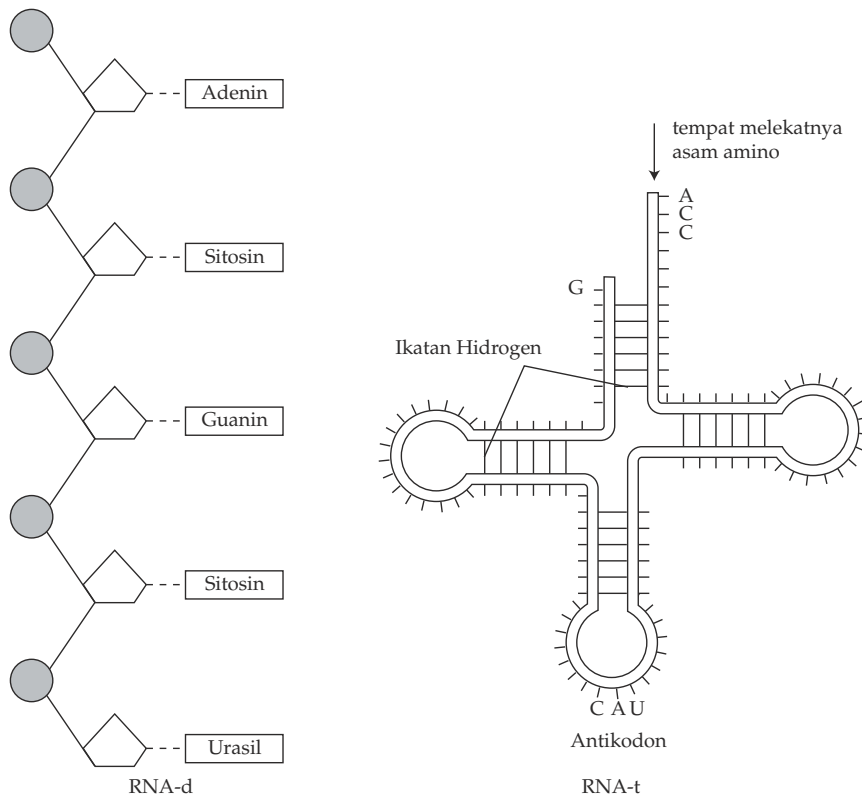 Adenin
Sitosin
Guanin
Sitosin
Urasil
RNA-d
tempat melekatnya
asam amino
A
C
C
G
Ikatan Hidrogen
C A U
Antikodon
RNA-t